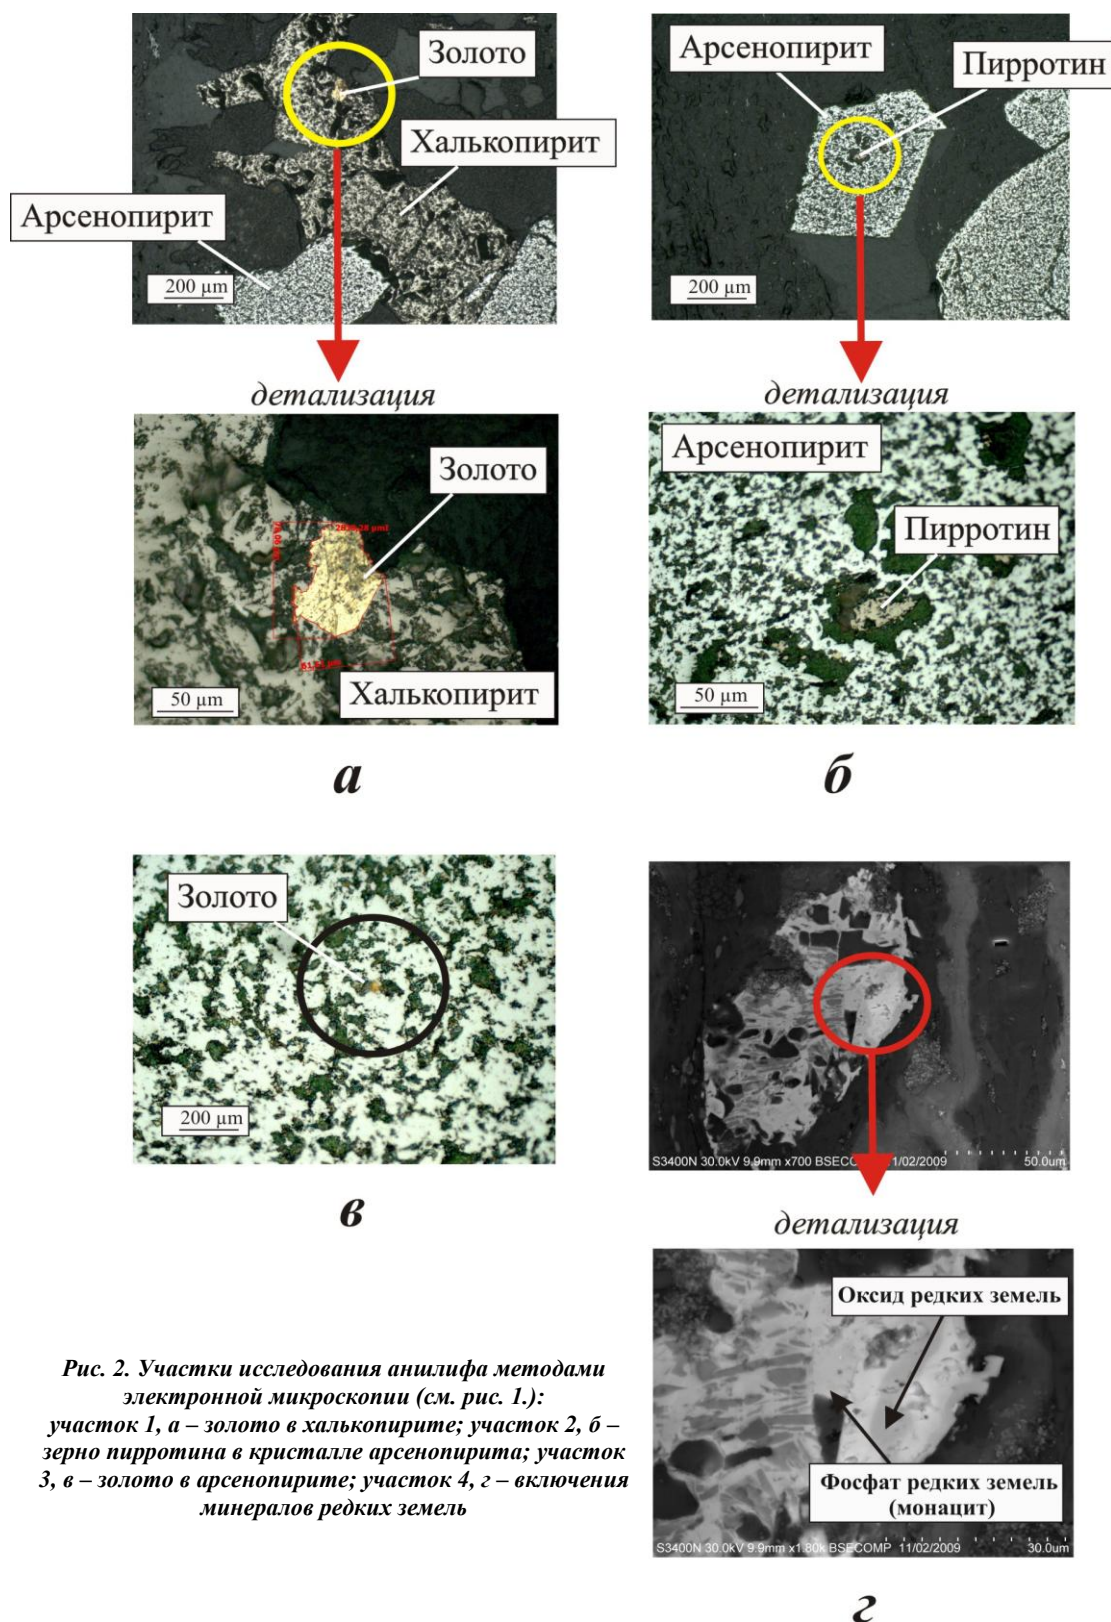 Золото
Халькопирит
Арсенопирит
200 µm
детализация
Золото
Халькопирит
50 µm
а
Арсенопирит
Пирротин
200 µm
детализация
Арсенопирит
Пирротин
50 µm
б
Золото
200 µm
в
S3400N 30.0kV 9.9mm x700 BSECOMP 11/02/2009
50.0um
детализация
Оксид редких земель
Фосфат редких земель
(монацит)
S3400N 30.0kV 9.9mm x1.80k BSECOMP 11/02/2009
30.0um
г
Рис. 2. Участки исследования аншлифа методами
электронной микроскопии (см. рис. 1.):
участок 1, а – золото в халькопирите; участок 2, б –
зерно пирротина в кристалле арсенопирита; участок
3, в – золото в арсенопирите; участок 4, г – включения
минералов редких земель